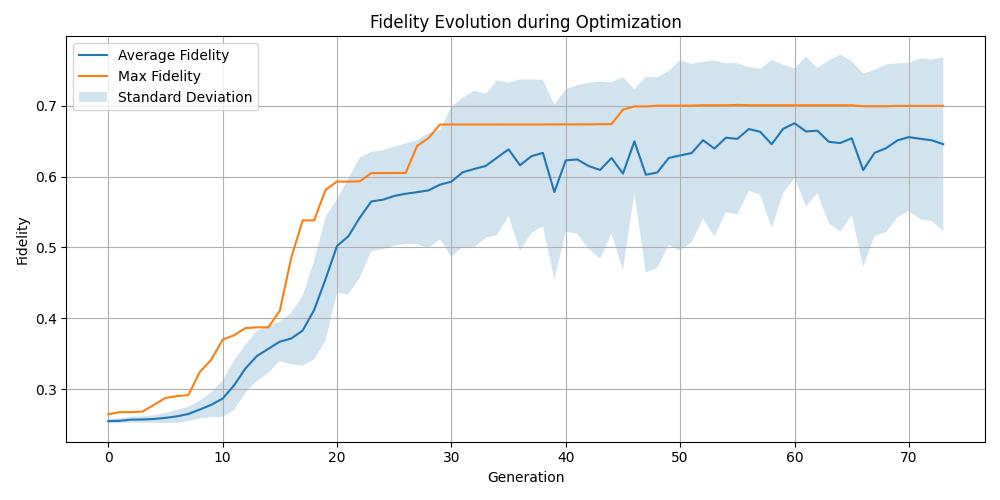 Fidelity Evolution during Optimization
Average Fidelity
Max Fidelity
Standard Deviation
Fidelity
0.7
0.6
0.5
0.4
0.3
0 10 20 30 40 50 60 70
Generation